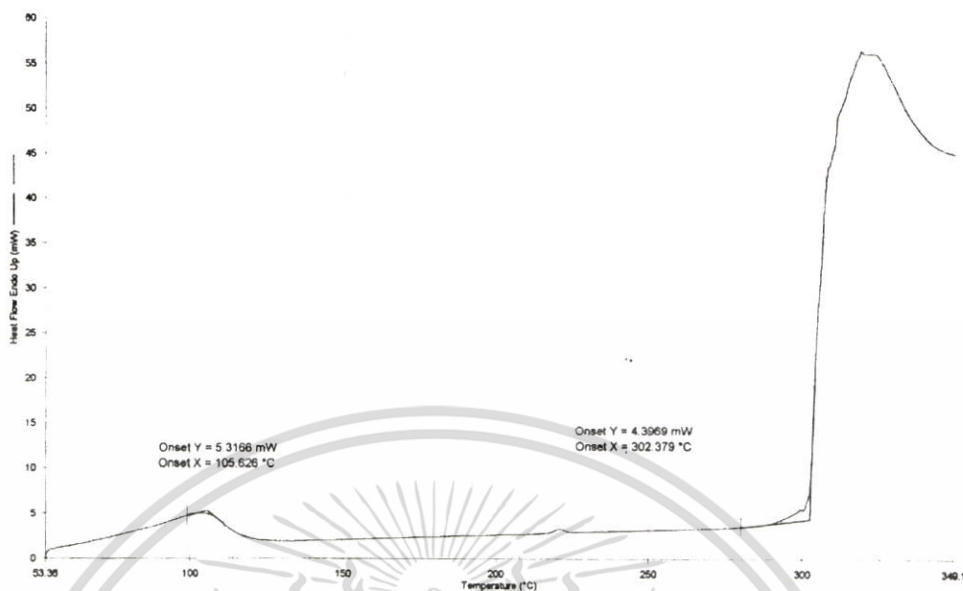 60
55
50
45
40
35
30
25
20
15
10
5
0
Heat Flow Endo Up (mW)
Onset Y = 5.3166 mW
Onset X = 105.626 °C
Onset Y = 4.3969 mW
Onset X = 302.379 °C
53.36 100 150 200 250 300
Temperature (°C)